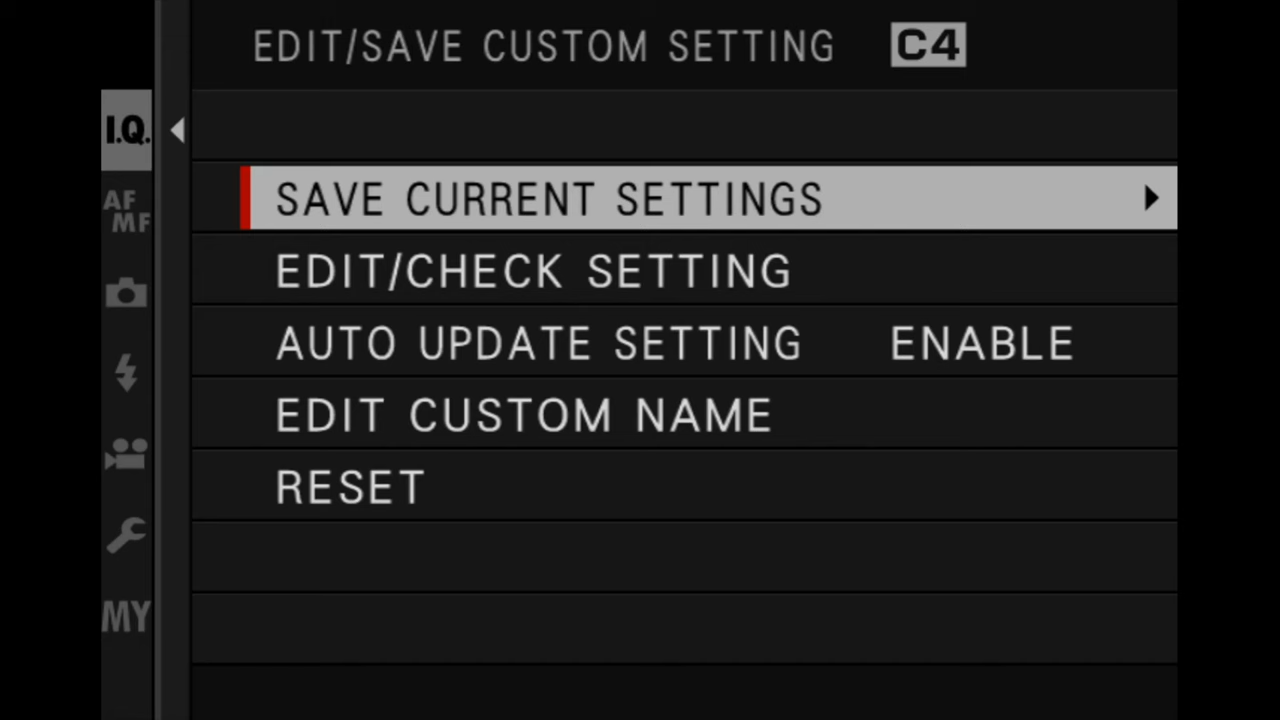 EDIT/SAVE CUSTOM SETTING C4
I.Q.
SAVE CURRENT SETTINGS
AF
MF
EDIT/CHECK SETTING
AUTO UPDATE SETTING ENABLE
EDIT CUSTOM NAME
RESET
MY